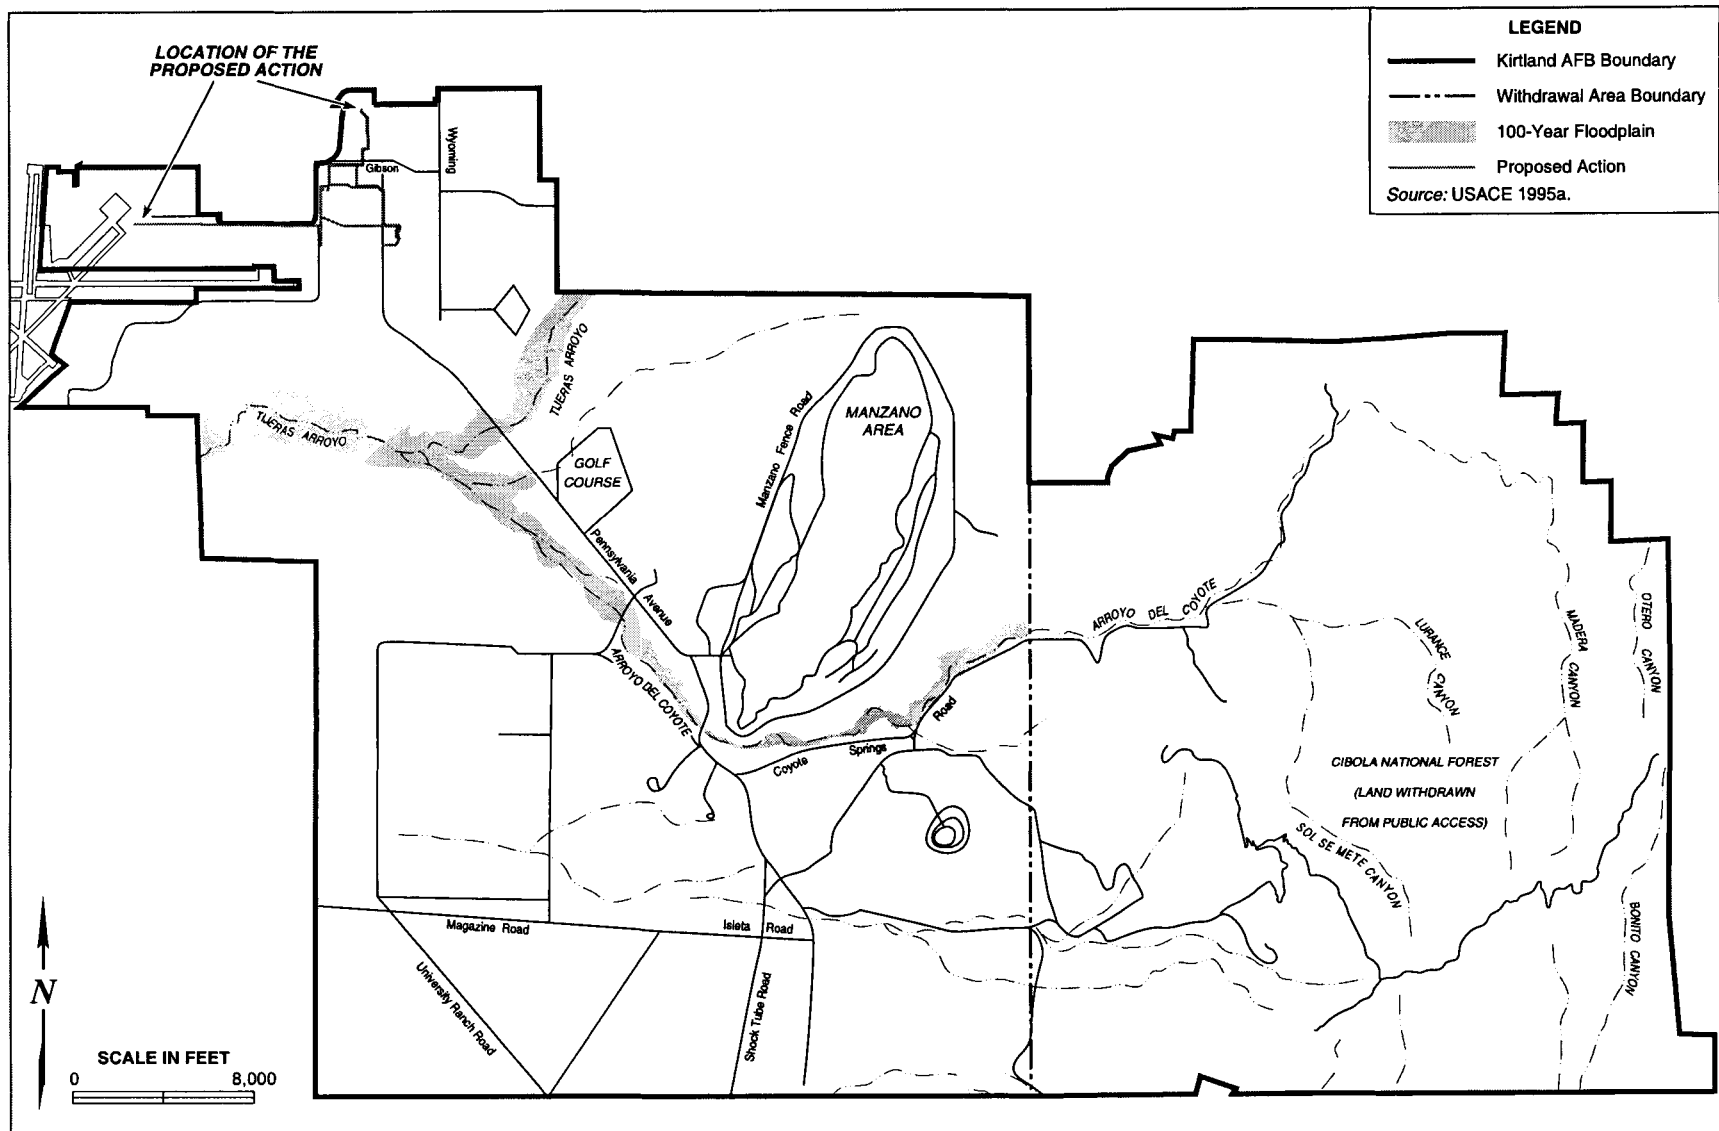 LOCATION OF THE
PROPOSED ACTION
LEGEND
Kirtland AFB Boundary
Withdrawal Area Boundary
100-Year Floodplain
Proposed Action
Source: USACE 1995a.
Wyoming
Gibson
TIJERAS ARROYO
TIJERAS ARROYO
GOLF
COURSE
Manzano Fence Road
MANZANO
AREA
Pennsylvania
Avenue
ARROYO DEL COYOTE
ARROYO DEL COYOTE
LURANCE
CANYON
MADERA
CANYON
OTERO CANYON
Coyote Springs Road
CIBOLA NATIONAL FOREST
(LAND WITHDRAWN
FROM PUBLIC ACCESS)
SOL SE METE CANYON
BONITO CANYON
Magazine Road
Isleta Road
University Ranch Road
Shock Tube Road
N
SCALE IN FEET
0 8,000